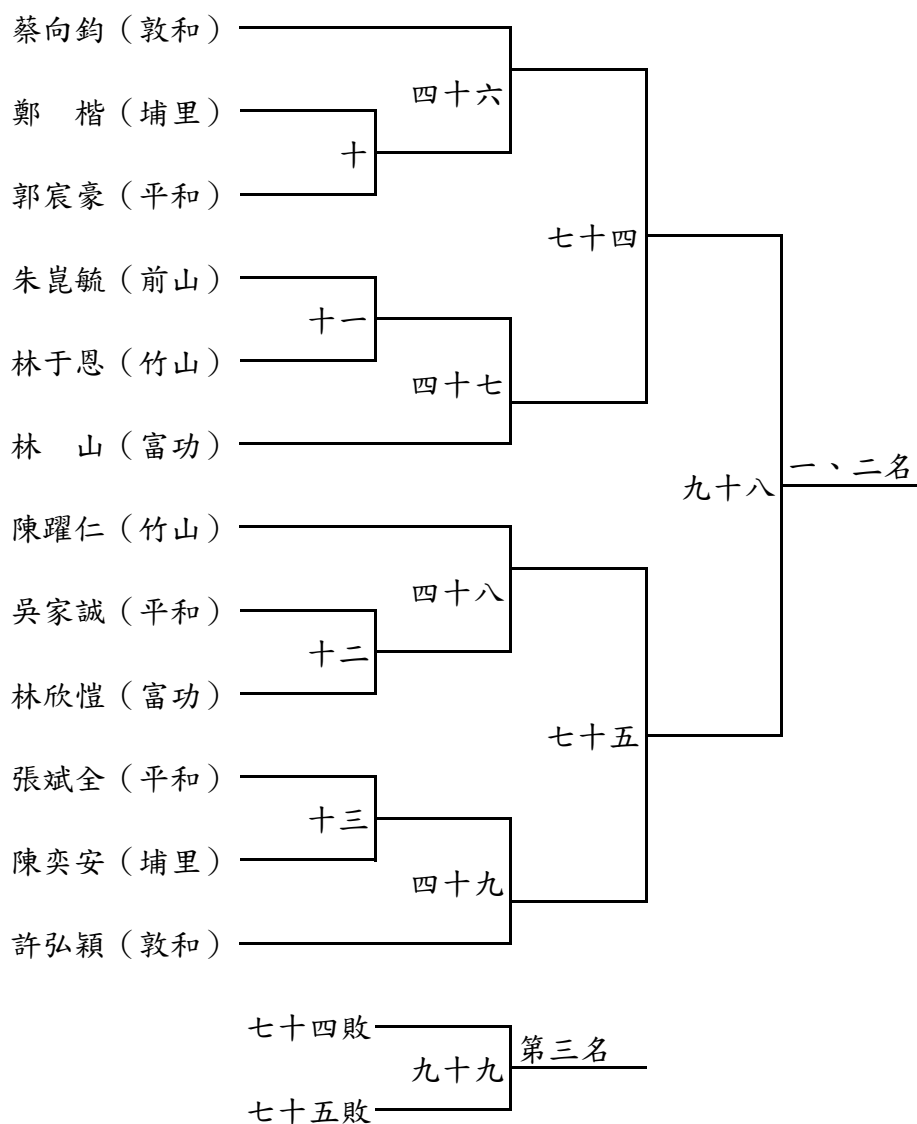 蔡向鈞（敦和）
四十六
鄭　楷（埔里）
十
郭宸豪（平和）
七十四
朱崑毓（前山）
十一
林于恩（竹山）
四十七
林　山（富功）
一、二名
九十八
陳躍仁（竹山）
四十八
吳家誠（平和）
十二
林欣愷（富功）
七十五
張斌全（平和）
十三
陳奕安（埔里）
四十九
許弘穎（敦和）
七十四敗
第三名
九十九
七十五敗